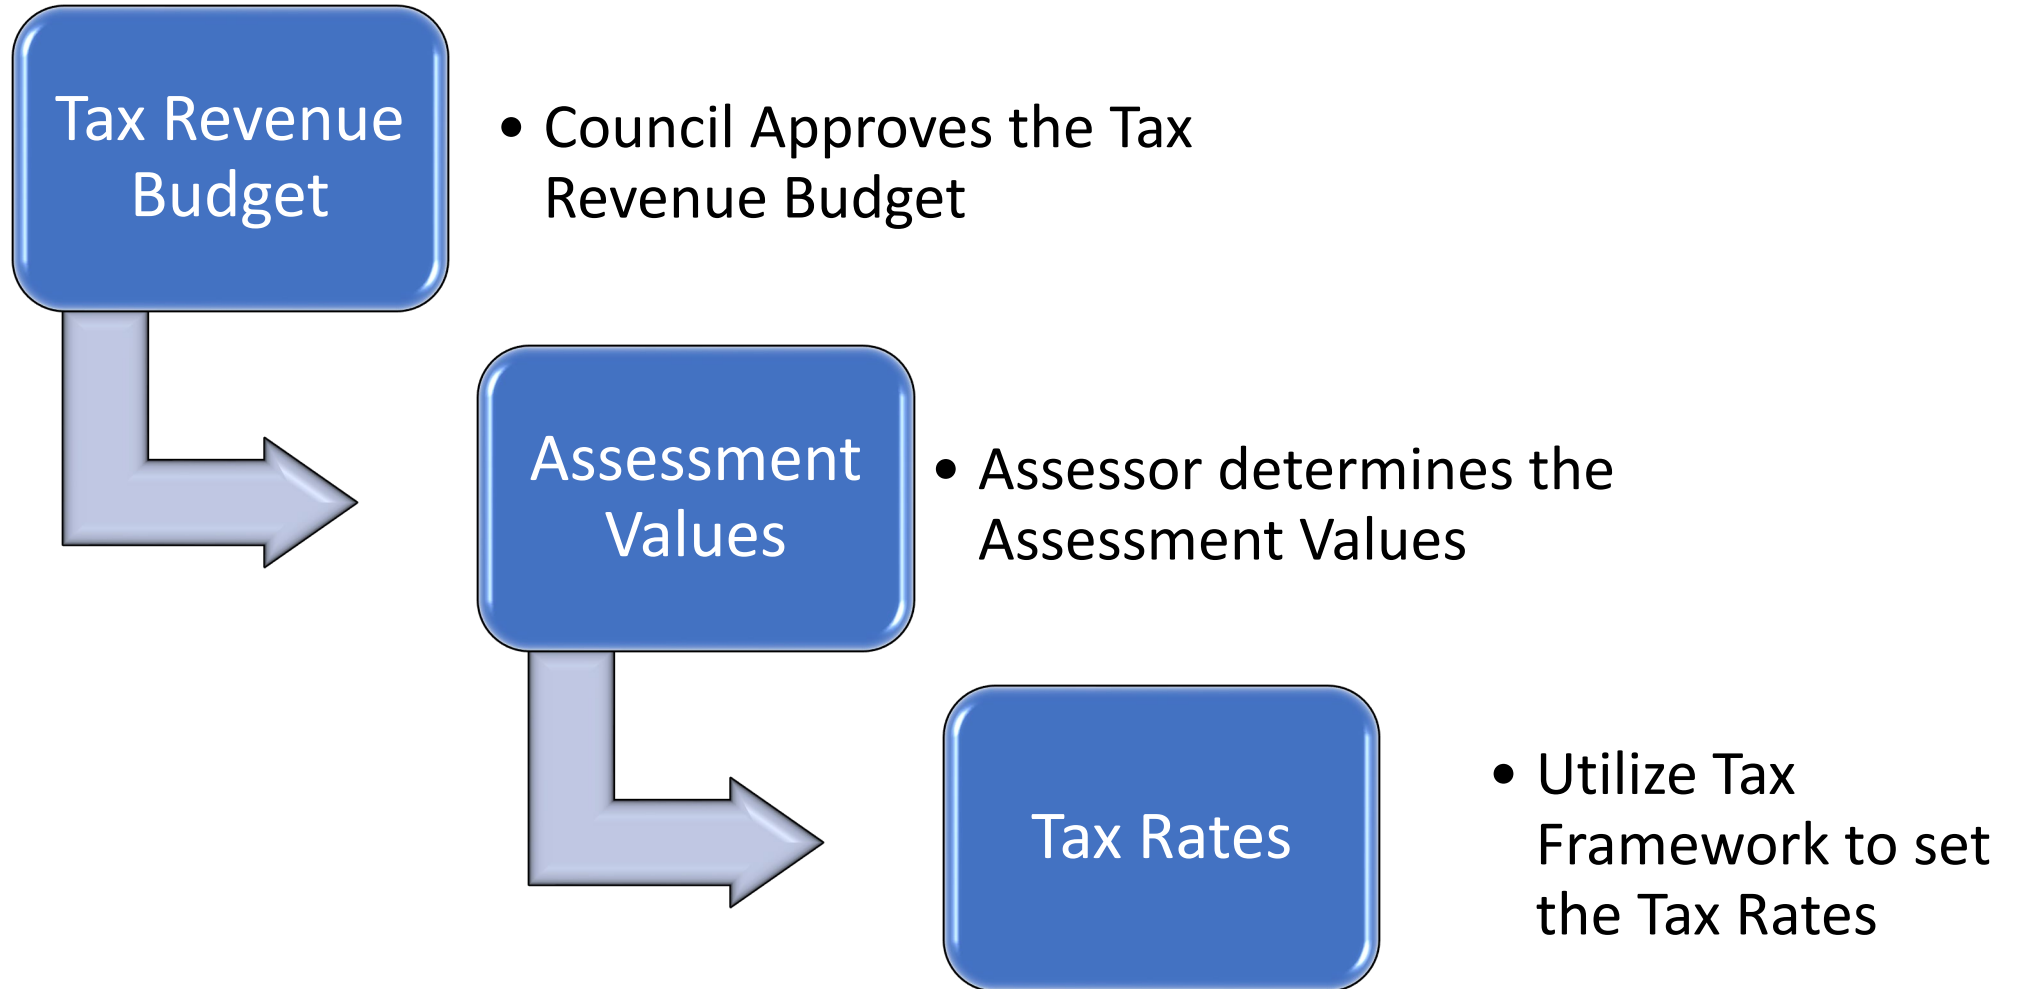 Tax Revenue
Budget
• Council Approves the Tax
Revenue Budget
Assessment
Values
• Assessor determines the
Assessment Values
Tax Rates
• Utilize Tax
Framework to set
the Tax Rates